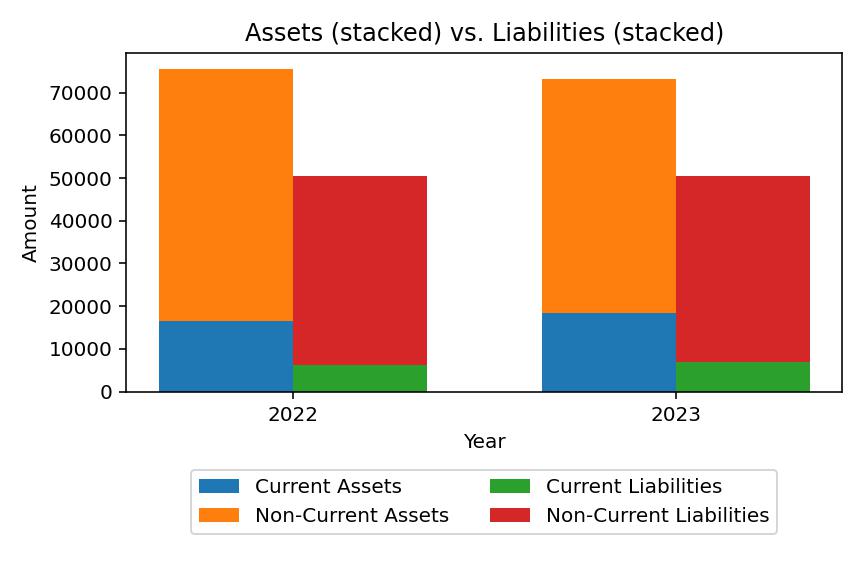 Assets (stacked) vs. Liabilities (stacked)
Amount
70000
60000
50000
40000
30000
20000
10000
0
2022 2023
Year
Current Assets Current Liabilities
Non-Current Assets Non-Current Liabilities